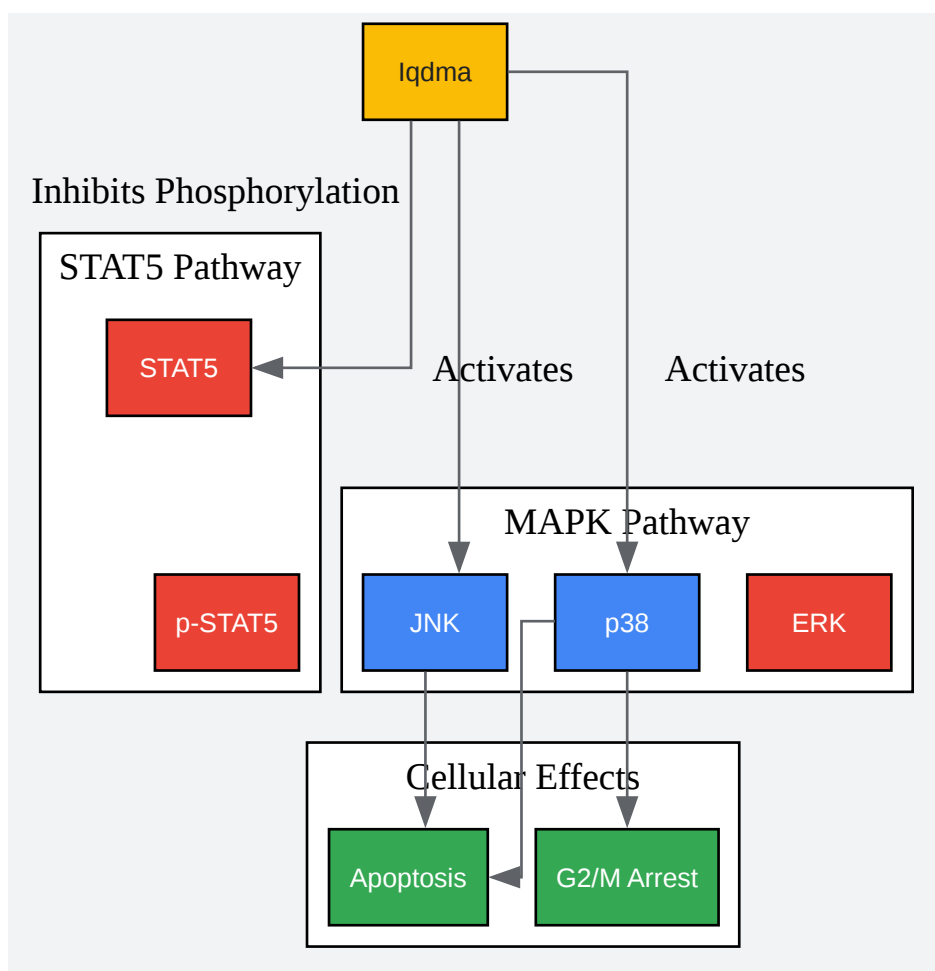 Iqdma
Inhibits Phosphorylation
STAT5 Pathway
STAT5
Activates
Activates
MAPK Pathway
p-STAT5
JNK
p38
ERK
Cellular Effects
Apoptosis
G2/M Arrest